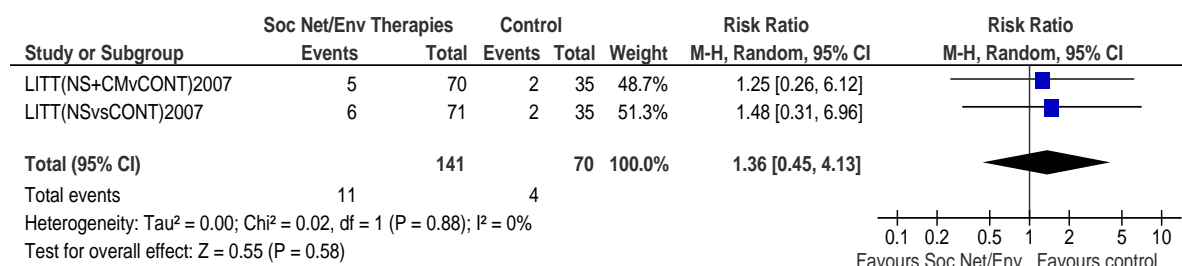 Soc Net/Env Therapies Control Risk Ratio Risk Ratio
Study or Subgroup Events Total Events Total Weight M-H, Random, 95% CI M-H, Random, 95% CI
LITT(NS+CMvCONT)2007 5 70 2 35 48.7% 1.25 [0.26, 6.12]
LITT(NSvsCONT)2007 6 71 2 35 51.3% 1.48 [0.31, 6.96]
Total (95% CI) 141 70 100.0% 1.36 [0.45, 4.13]
Total events 11 4
Heterogeneity: Tau² = 0.00; Chi² = 0.02, df = 1 (P = 0.88); I² = 0%
Test for overall effect: Z = 0.55 (P = 0.58)
0.1 0.2 0.5 1 2 5 10
Favours Soc Net/Env Favours control